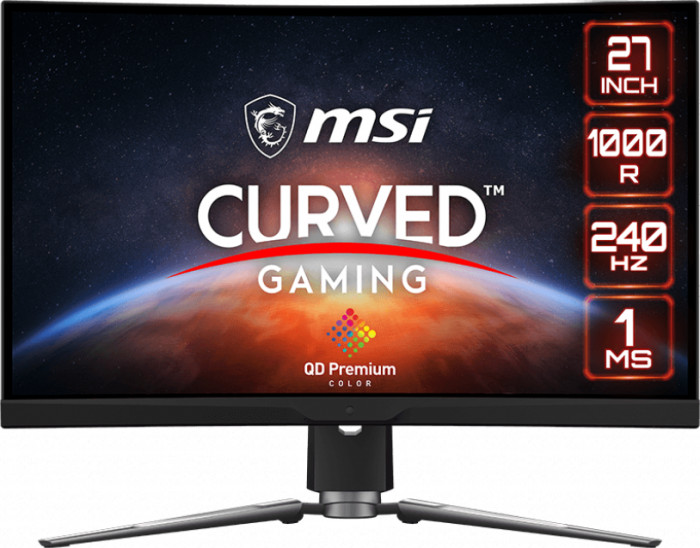 msi
CURVED™
GAMING
QD Premium
COLOR
27
INCH
1000
R
240
HZ
1
MS